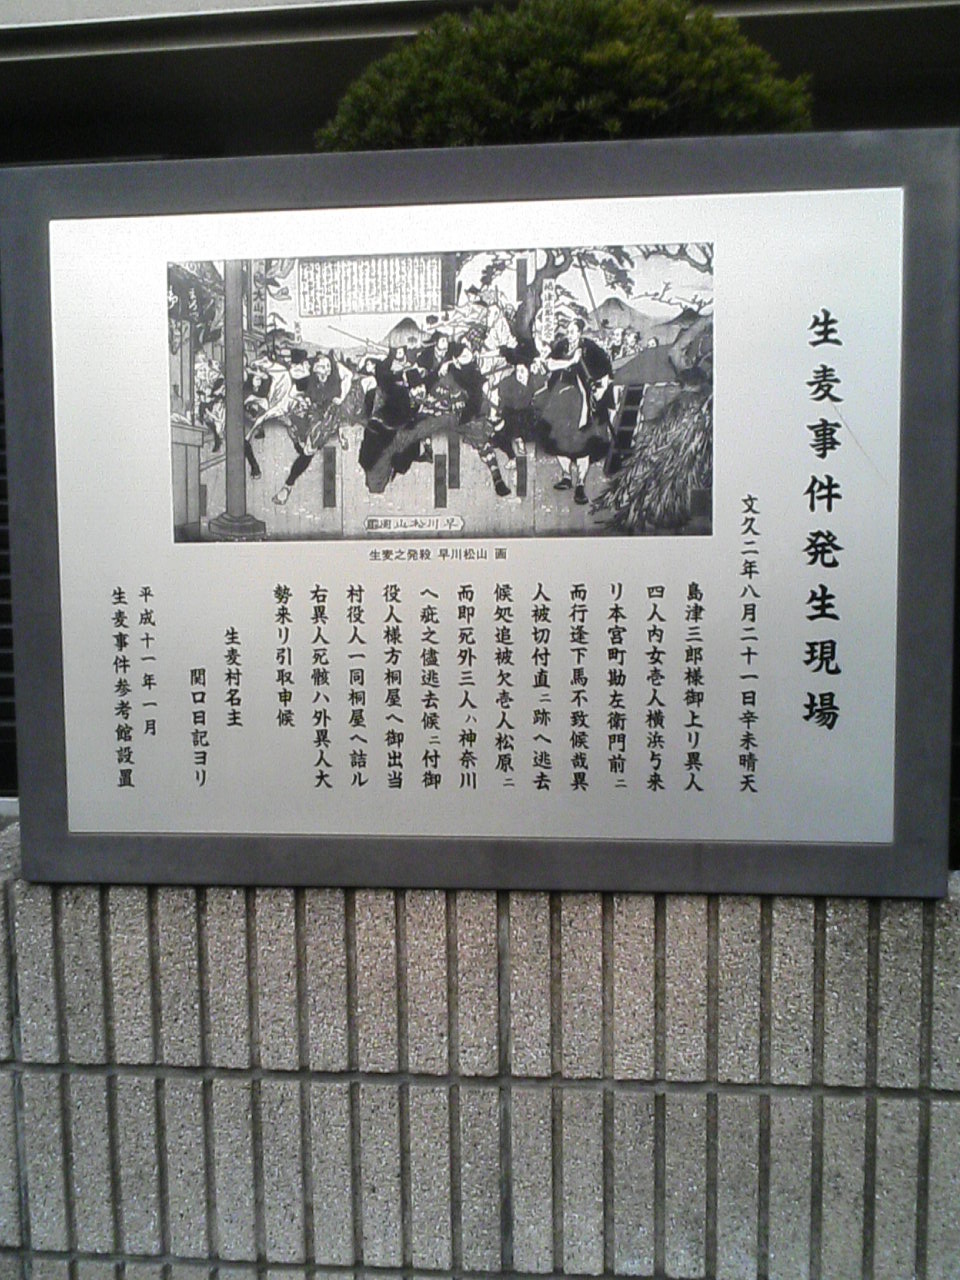 生麦事件発生現場
文久二年八月二十一日辛未晴天
島津三郎様御上リ異人
四人内女壱人横浜与来
リ本宮町勘左衛門前ニ
而行逢下馬不致候哉異
人被切付直ニ跡へ逃去
候処追被欠壱人松原ニ
而即死外三人ハ神奈川
へ疵之儘逃去候ニ付御
役人様方桐屋へ御出当
村役人一同桐屋へ詰ル
右異人死骸ハ外異人大
勢来リ引取申候
生麦村名主
関口日記ヨリ
平成十一年一月
生麦事件参考館設置
生麦之発殺 早川松山 画